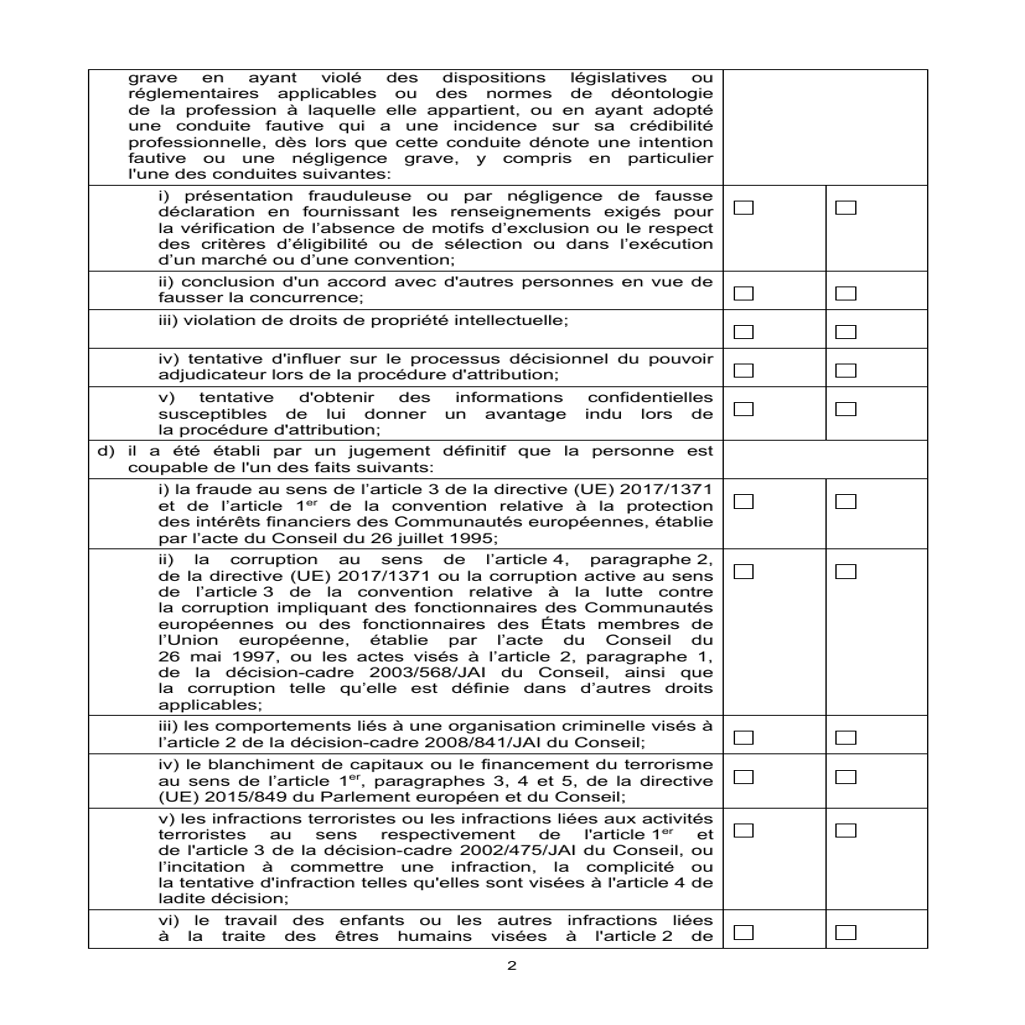 grave en ayant violé des dispositions législatives ou
réglementaires applicables ou des normes de déontologie
de la profession à laquelle elle appartient, ou en ayant adopté
une conduite fautive qui a une incidence sur sa crédibilité
professionnelle, dès lors que cette conduite dénote une intention
fautive ou une négligence grave, y compris en particulier
l'une des conduites suivantes:
i) présentation frauduleuse ou par négligence de fausse
déclaration en fournissant les renseignements exigés pour
la vérification de l’absence de motifs d’exclusion ou le respect
des critères d’éligibilité ou de sélection ou dans l’exécution
d’un marché ou d’une convention;
ii) conclusion d'un accord avec d'autres personnes en vue de
fausser la concurrence;
iii) violation de droits de propriété intellectuelle;
iv) tentative d'influer sur le processus décisionnel du pouvoir
adjudicateur lors de la procédure d'attribution;
v) tentative d'obtenir des informations confidentielles
susceptibles de lui donner un avantage indu lors de
la procédure d'attribution;
d) il a été établi par un jugement définitif que la personne est
coupable de l'un des faits suivants:
i) la fraude au sens de l’article 3 de la directive (UE) 2017/1371
et de l’article 1er de la convention relative à la protection
des intérêts financiers des Communautés européennes, établie
par l’acte du Conseil du 26 juillet 1995;
ii) la corruption au sens de l’article 4, paragraphe 2,
de la directive (UE) 2017/1371 ou la corruption active au sens
de l’article 3 de la convention relative à la lutte contre
la corruption impliquant des fonctionnaires des Communautés
européennes ou des fonctionnaires des États membres de
l’Union européenne, établie par l’acte du Conseil du
26 mai 1997, ou les actes visés à l’article 2, paragraphe 1,
de la décision-cadre 2003/568/JAI du Conseil, ainsi que
la corruption telle qu’elle est définie dans d’autres droits
applicables;
iii) les comportements liés à une organisation criminelle visés à
l’article 2 de la décision-cadre 2008/841/JAI du Conseil;
iv) le blanchiment de capitaux ou le financement du terrorisme
au sens de l’article 1er, paragraphes 3, 4 et 5, de la directive
(UE) 2015/849 du Parlement européen et du Conseil;
v) les infractions terroristes ou les infractions liées aux activités
terroristes au sens respectivement de l'article 1er et
de l'article 3 de la décision-cadre 2002/475/JAI du Conseil, ou
l’incitation à commettre une infraction, la complicité ou
la tentative d'infraction telles qu'elles sont visées à l'article 4 de
ladite décision;
vi) le travail des enfants ou les autres infractions liées
à la traite des êtres humains visées à l'article 2 de
2